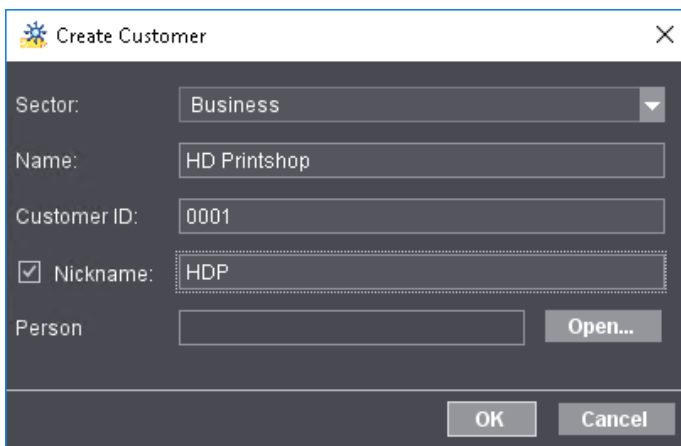 Create Customer
Sector: Business
Name: HD Printshop
Customer ID: 0001
Nickname: HDP
Person Open...
OK Cancel